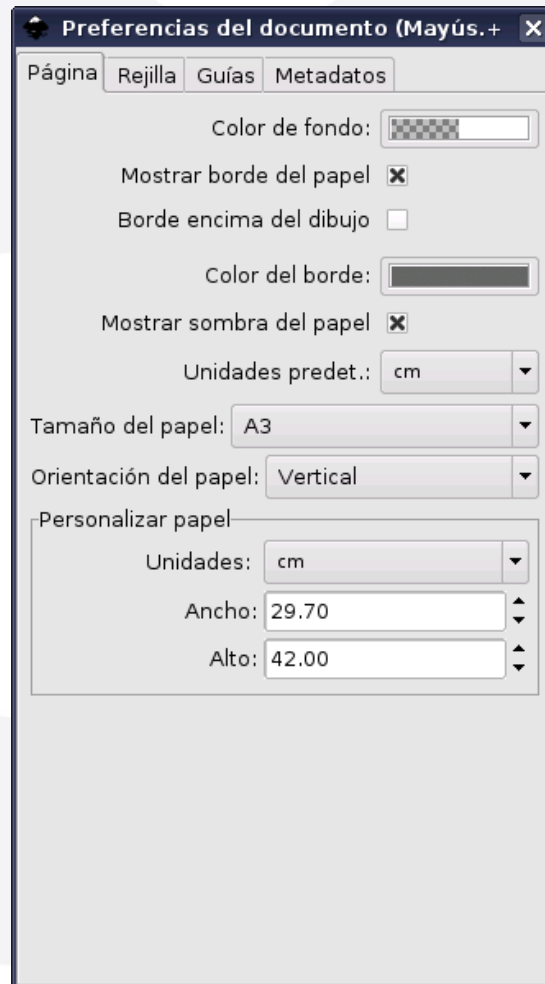 Preferencias del documento (Mayús.+
Página Rejilla Guías Metadatos
Color de fondo:
Mostrar borde del papel
Borde encima del dibujo
Color del borde:
Mostrar sombra del papel
Unidades predet.: cm
Tamaño del papel: A3
Orientación del papel: Vertical
Personalizar papel
Unidades: cm
Ancho: 29.70
Alto: 42.00